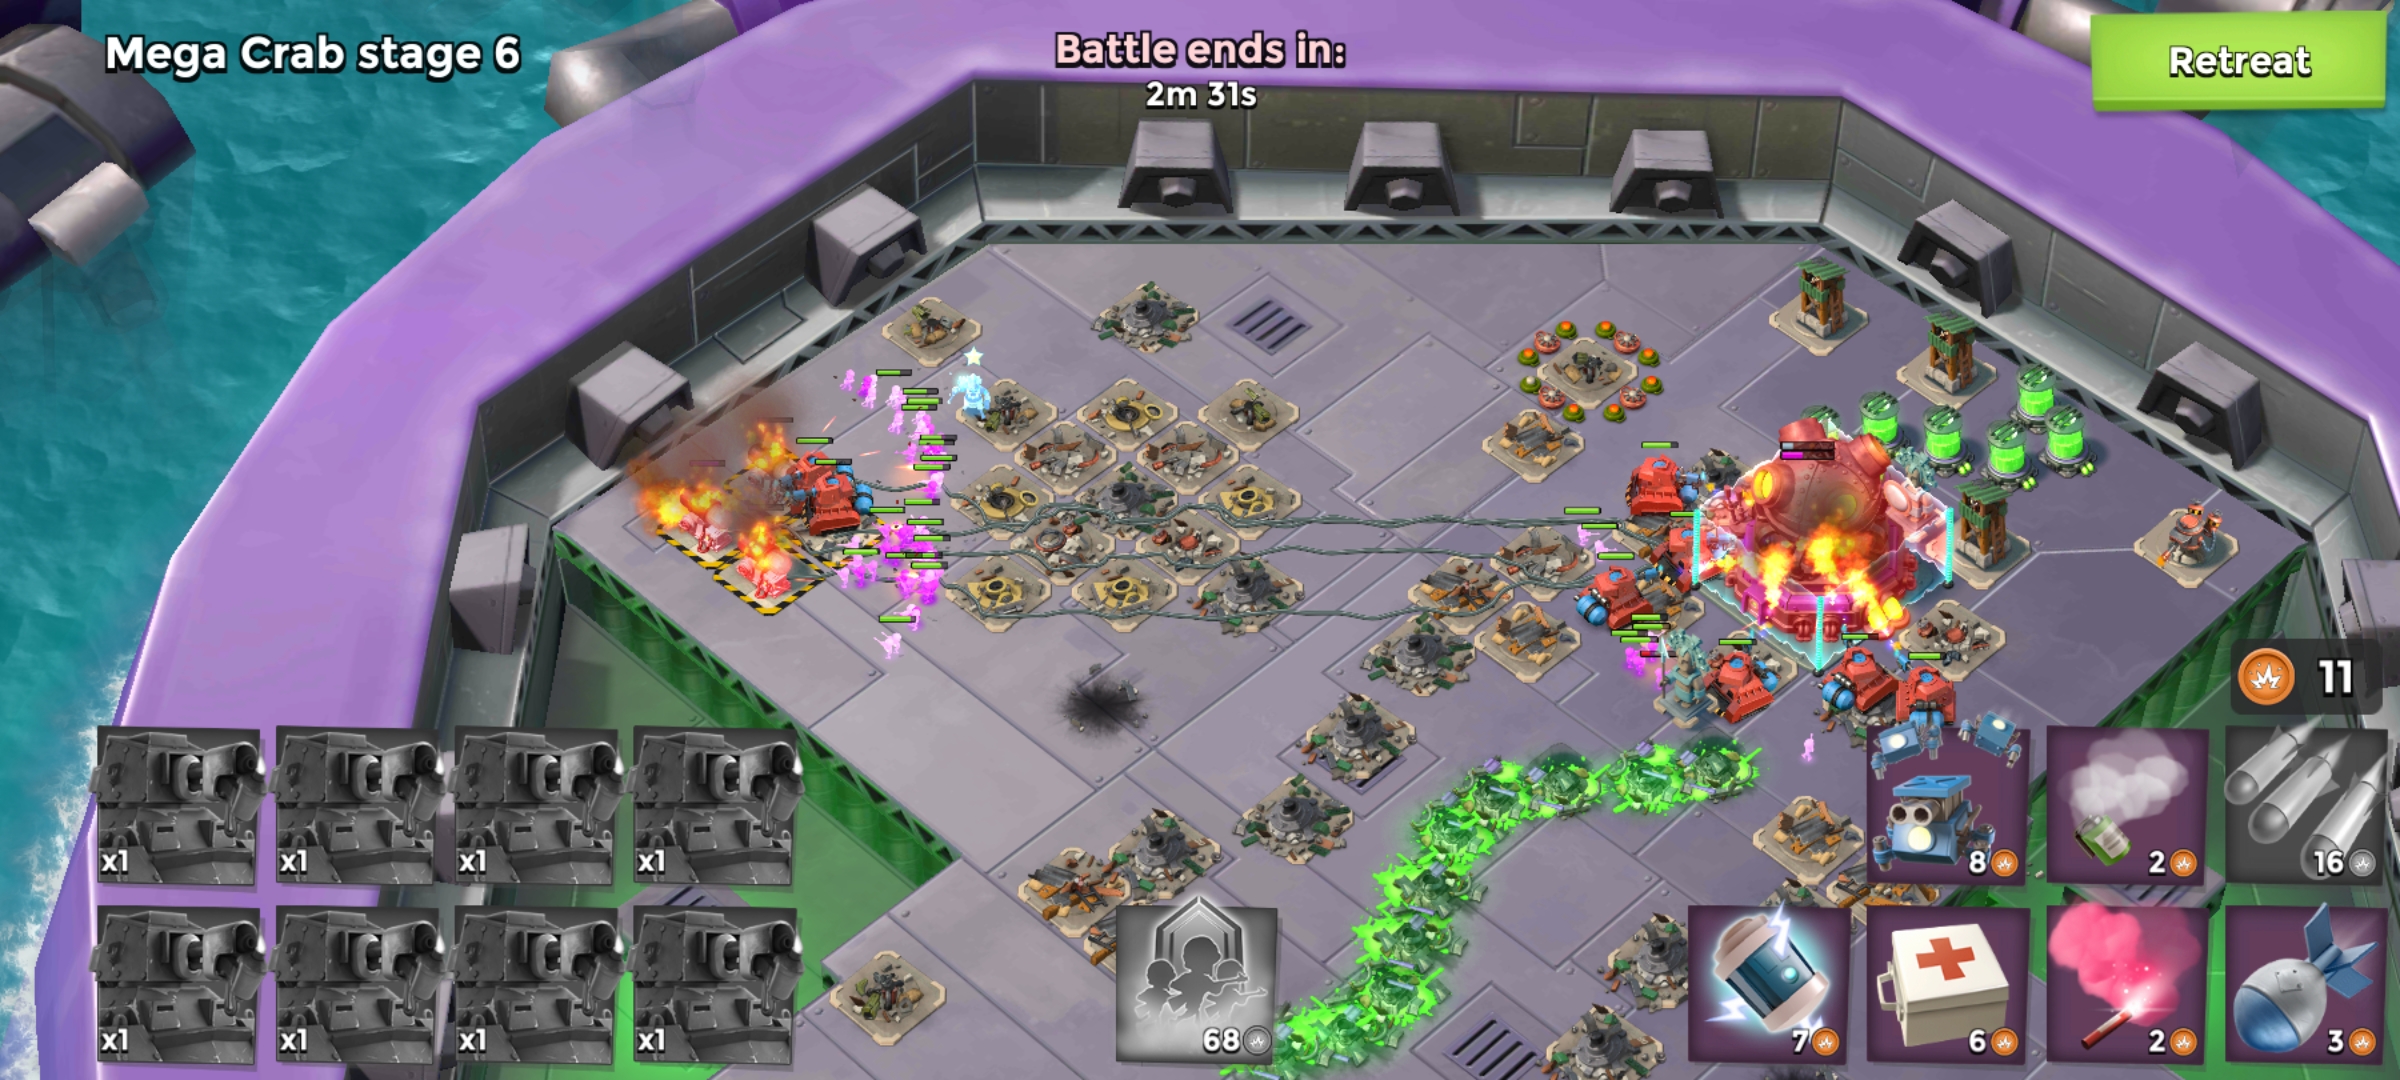 Mega Crab stage 6
Battle ends in:
2m 31s
Retreat
11
x1
x1
x1
x1
8
2
16
x1
x1
x1
x1
68
7
6
2
3